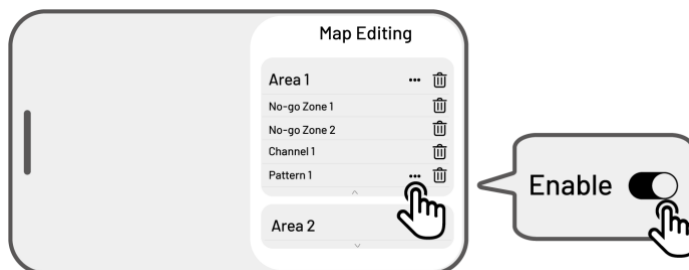 Map Editing
Area 1
No-go Zone 1
No-go Zone 2
Channel 1
Pattern 1
Enable
Area 2